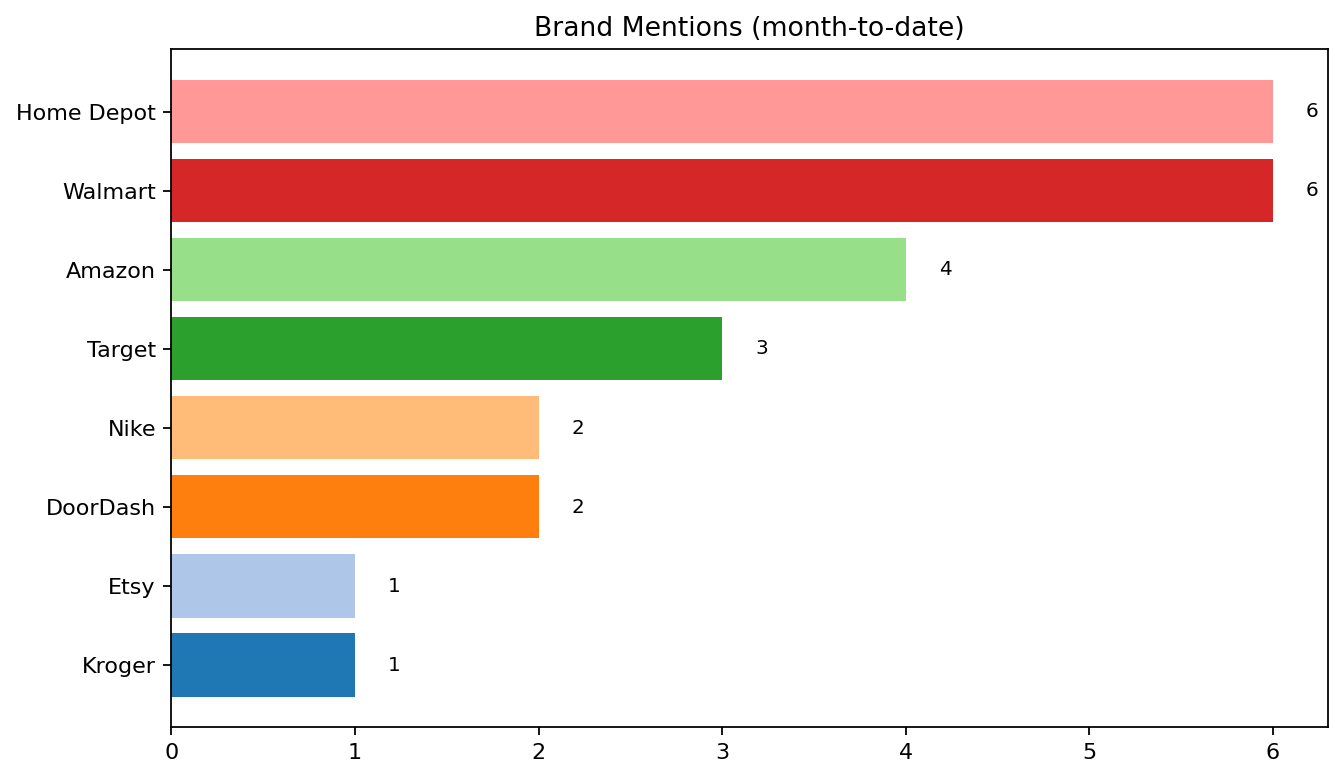 Brand Mentions (month-to-date)
Home Depot 6
Walmart 6
Amazon 4
Target 3
Nike 2
DoorDash 2
Etsy 1
Kroger 1
0 1 2 3 4 5 6